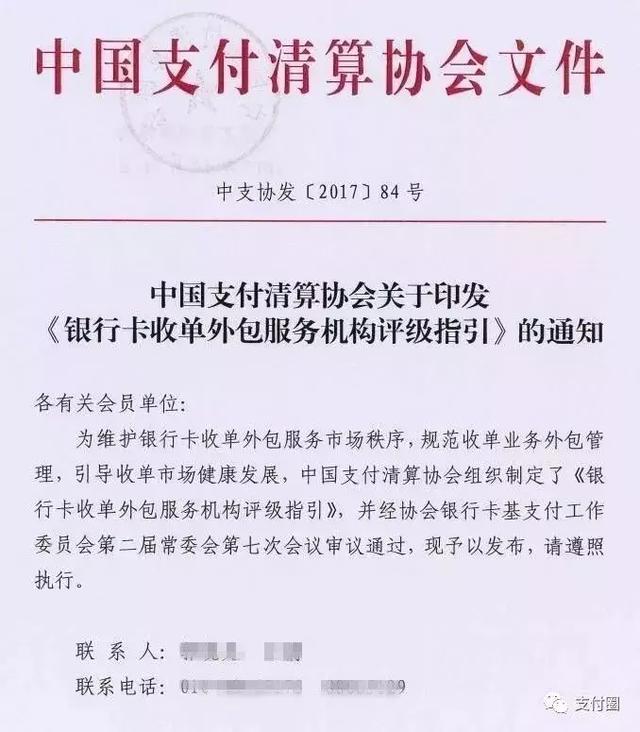 中国支付清算协会文件
中支协发〔2017〕84号
中国支付清算协会关于印发
《银行卡收单外包服务机构评级指引》的通知
各有关会员单位：
为维护银行卡收单外包服务市场秩序，规范收单业务外包管
理，引导收单市场健康发展，中国支付清算协会组织制定了《银
行卡收单外包服务机构评级指引》，并经协会银行卡基支付工作
委员会第二届常委会第七次会议审议通过，现予以发布，请遵照
执行。
联 系 人：
联系电话：
支付圈